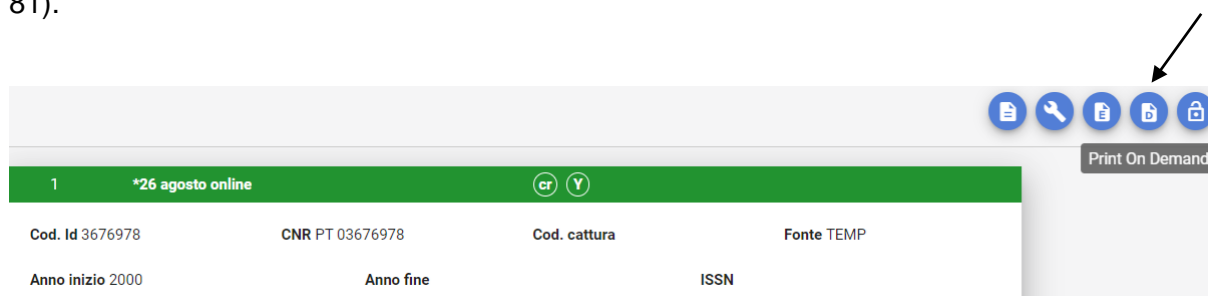 81).
E D
Print On Demand
1 *26 agosto online cr Y
Cod. Id 3676978 CNR PT 03676978 Cod. cattura Fonte TEMP
Anno inizio 2000 Anno fine ISSN